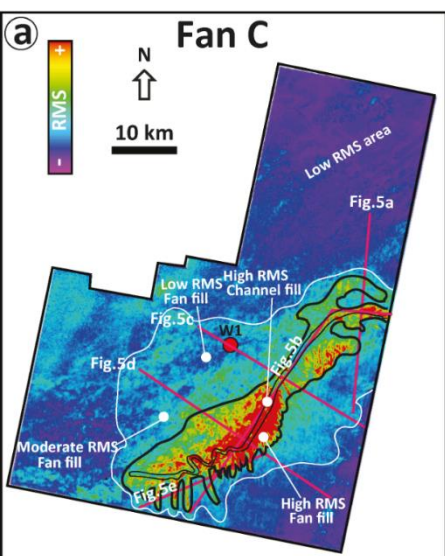 a
Fan C
+
RMS
-
N
10 km
Low RMS area
Fig.5a
Low RMS
Fan fill
High RMS
Channel fill
Fig.5c
W1
Fig.5b
Fig.5d
Moderate RMS
Fan fill
Fig.5e
High RMS
Fan fill